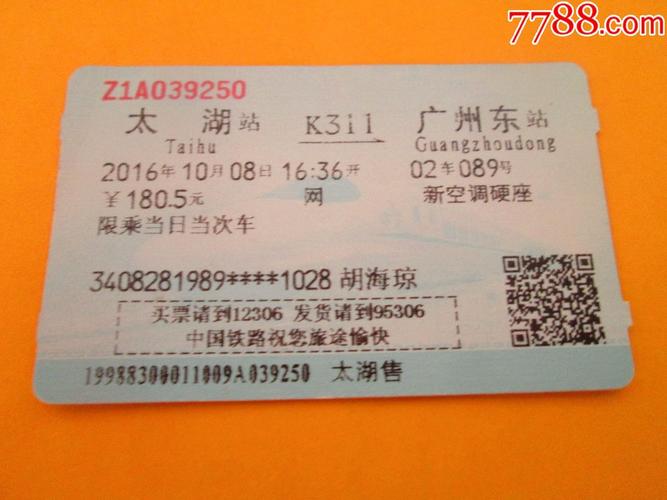 7788.com
Z1A039250
太 湖站 K311 广州东站
Taihu Guangzhoudong
2016年10月08日16:36开 02车089号
￥180.5元 网 新空调硬座
限乘当日当次车
3408281989****1028 胡海琼
买票请到12306 发货请到95306
中国铁路祝您旅途愉快
19988300011009A039250 太湖售